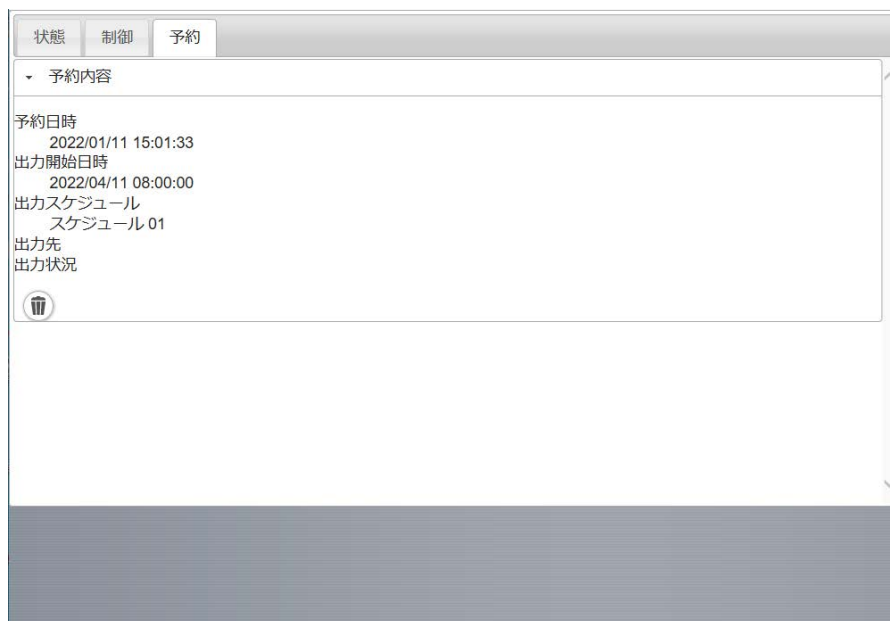 状態 制御 予約
予約内容
予約日時
2022/01/11 15:01:33
出力開始日時
2022/04/11 08:00:00
出力スケジュール
スケジュール 01
出力先
出力状況